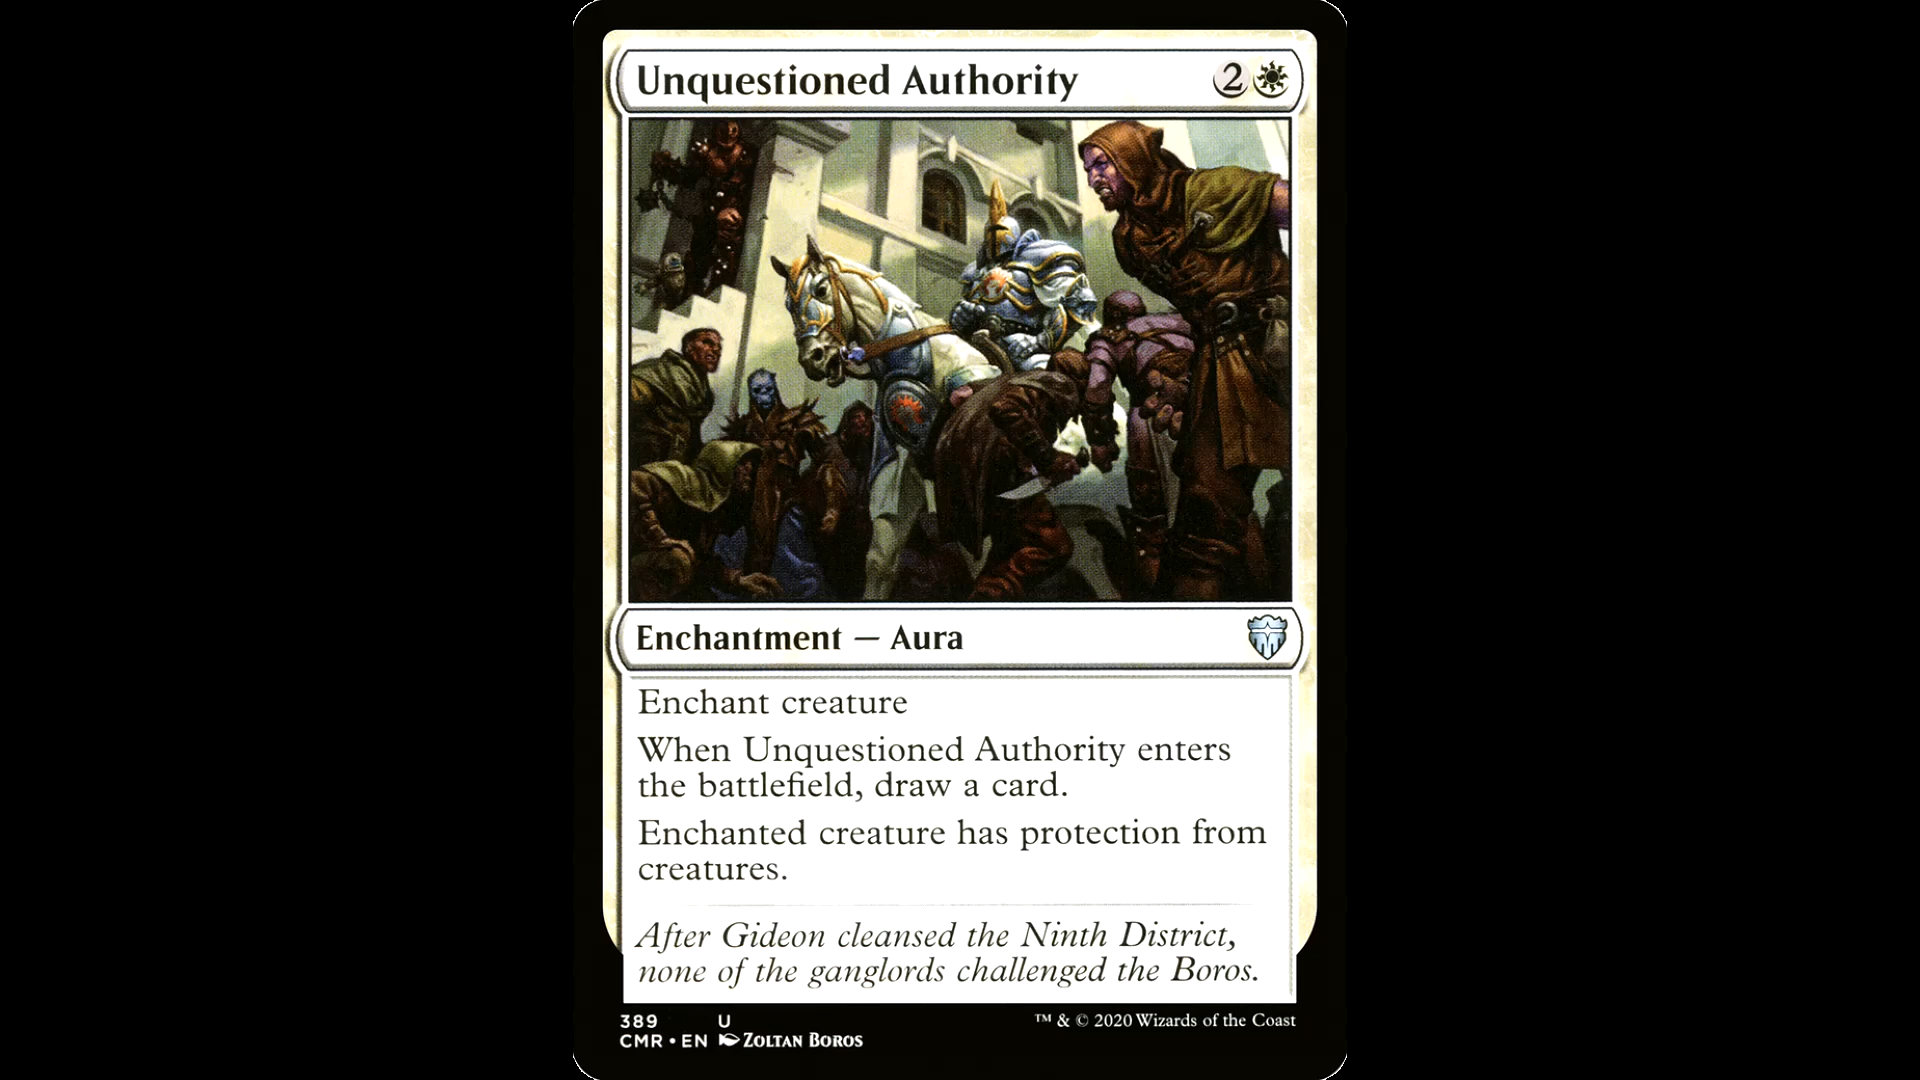 Unquestioned Authority 2
Enchantment — Aura
Enchant creature
When Unquestioned Authority enters
the battlefield, draw a card.
Enchanted creature has protection from
creatures.
After Gideon cleansed the Ninth District,
none of the ganglords challenged the Boros.
389 U
CMR • EN Zoltan Boros
™ & © 2020 Wizards of the Coast